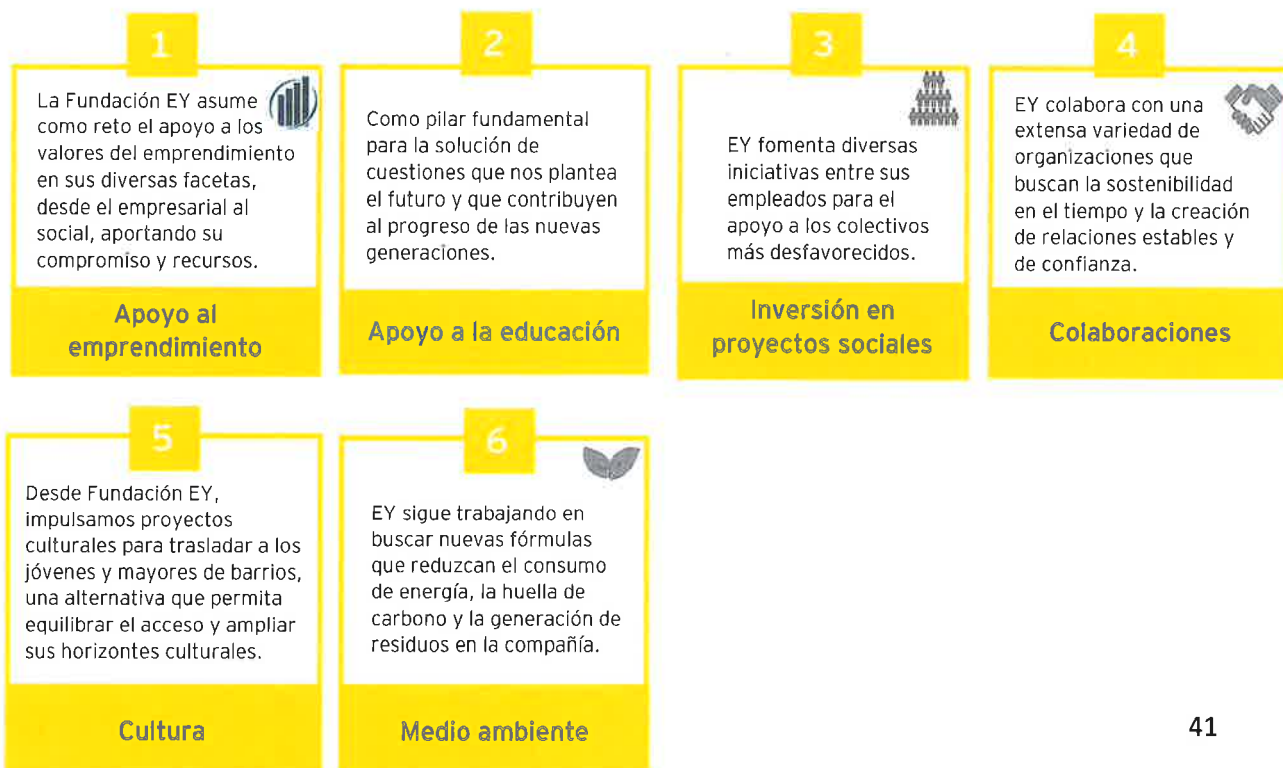 1
La Fundación EY asume
como reto el apoyo a los
valores del emprendimiento
en sus diversas facetas,
desde el empresarial al
social, aportando su
compromiso y recursos.
Apoyo al
emprendimiento
2
Como pilar fundamental
para la solución de
cuestiones que nos plantea
el futuro y que contribuyen
al progreso de las nuevas
generaciones.
Apoyo a la educación
3
EY fomenta diversas
iniciativas entre sus
empleados para el
apoyo a los colectivos
más desfavorecidos.
Inversión en
proyectos sociales
4
EY colabora con una
extensa variedad de
organizaciones que
buscan la sostenibilidad
en el tiempo y la creación
de relaciones estables y
de confianza.
Colaboraciones
5
Desde Fundación EY,
impulsamos proyectos
culturales para trasladar a los
jóvenes y mayores de barrios,
una alternativa que permita
equilibrar el acceso y ampliar
sus horizontes culturales.
Cultura
6
EY sigue trabajando en
buscar nuevas fórmulas
que reduzcan el consumo
de energía, la huella de
carbono y la generación de
residuos en la compañía.
Medio ambiente
41